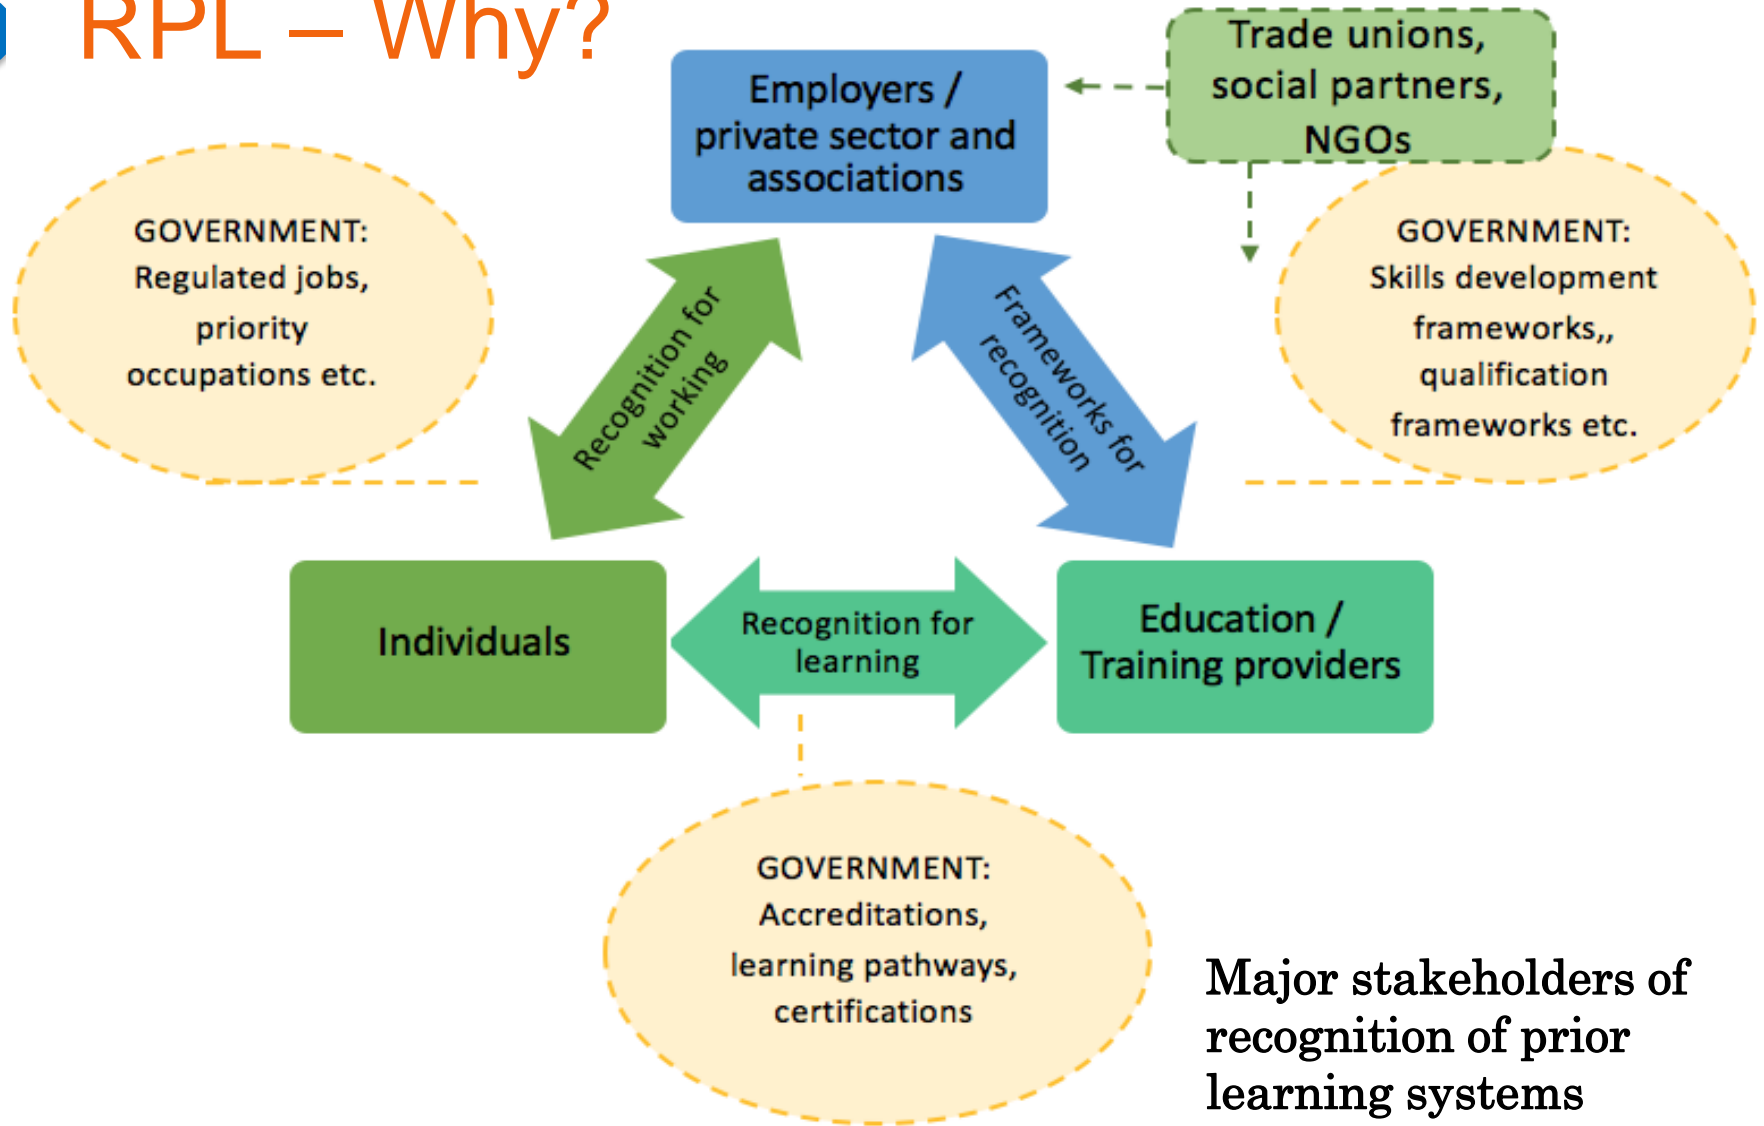 RPL – Why?
Trade unions,
social partners,
NGOs
Employers /
private sector and
associations
GOVERNMENT:
Regulated jobs,
priority
occupations etc.
GOVERNMENT:
Skills development
frameworks,,
qualification
frameworks etc.
Recognition for
working
Frameworks for
recognition
Individuals
Recognition for
learning
Education /
Training providers
GOVERNMENT:
Accreditations,
learning pathways,
certifications
Major stakeholders of
recognition of prior
learning systems